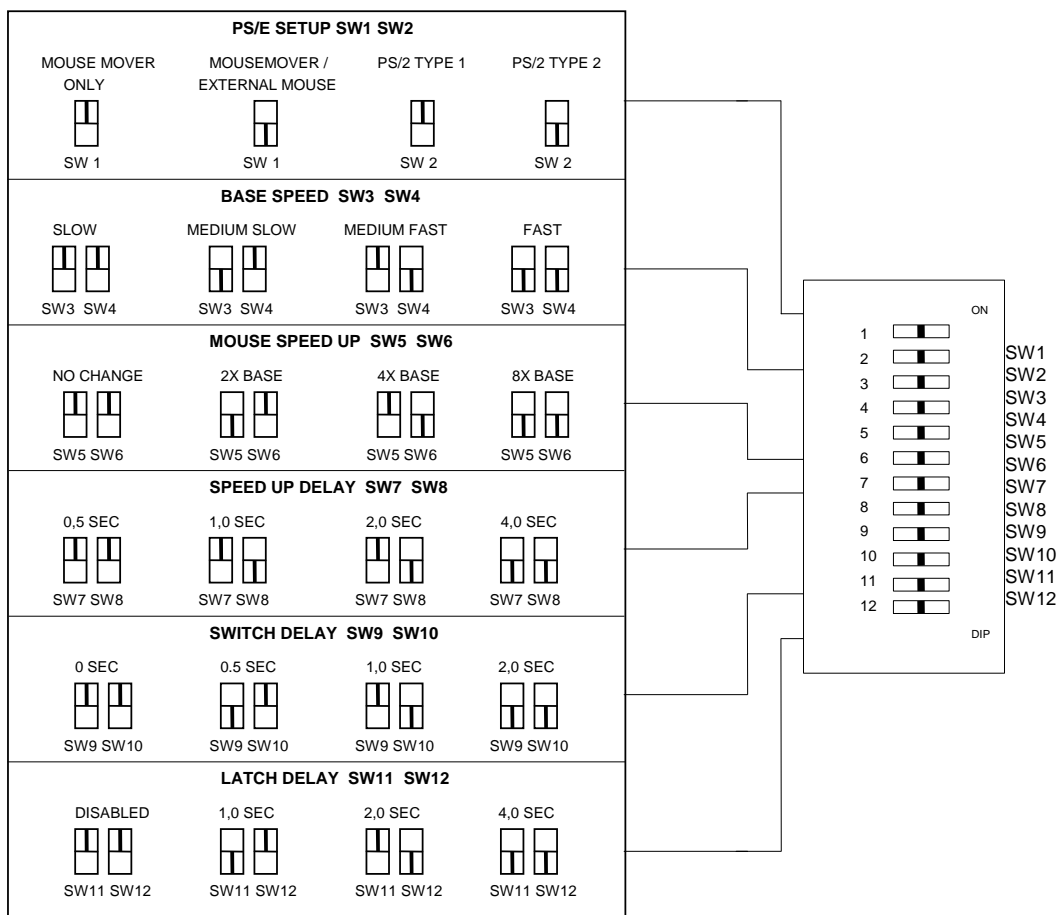 PS/E SETUP SW1 SW2
MOUSE MOVER
ONLY
MOUSEMOVER /
EXTERNAL MOUSE
PS/2 TYPE 1
PS/2 TYPE 2
SW 1
SW 1
SW 2
SW 2
BASE SPEED SW3 SW4
SLOW
MEDIUM SLOW
MEDIUM FAST
FAST
SW3 SW4
SW3 SW4
SW3 SW4
SW3 SW4
MOUSE SPEED UP SW5 SW6
NO CHANGE
2X BASE
4X BASE
8X BASE
SW5 SW6
SW5 SW6
SW5 SW6
SW5 SW6
SPEED UP DELAY SW7 SW8
0,5 SEC
1,0 SEC
2,0 SEC
4,0 SEC
SW7 SW8
SW7 SW8
SW7 SW8
SW7 SW8
SWITCH DELAY SW9 SW10
0 SEC
0.5 SEC
1,0 SEC
2,0 SEC
SW9 SW10
SW9 SW10
SW9 SW10
SW9 SW10
LATCH DELAY SW11 SW12
DISABLED
1,0 SEC
2,0 SEC
4,0 SEC
SW11 SW12
SW11 SW12
SW11 SW12
SW11 SW12
ON
1
2
3
4
5
6
7
8
9
10
11
12
DIP
SW1
SW2
SW3
SW4
SW5
SW6
SW7
SW8
SW9
SW10
SW11
SW12